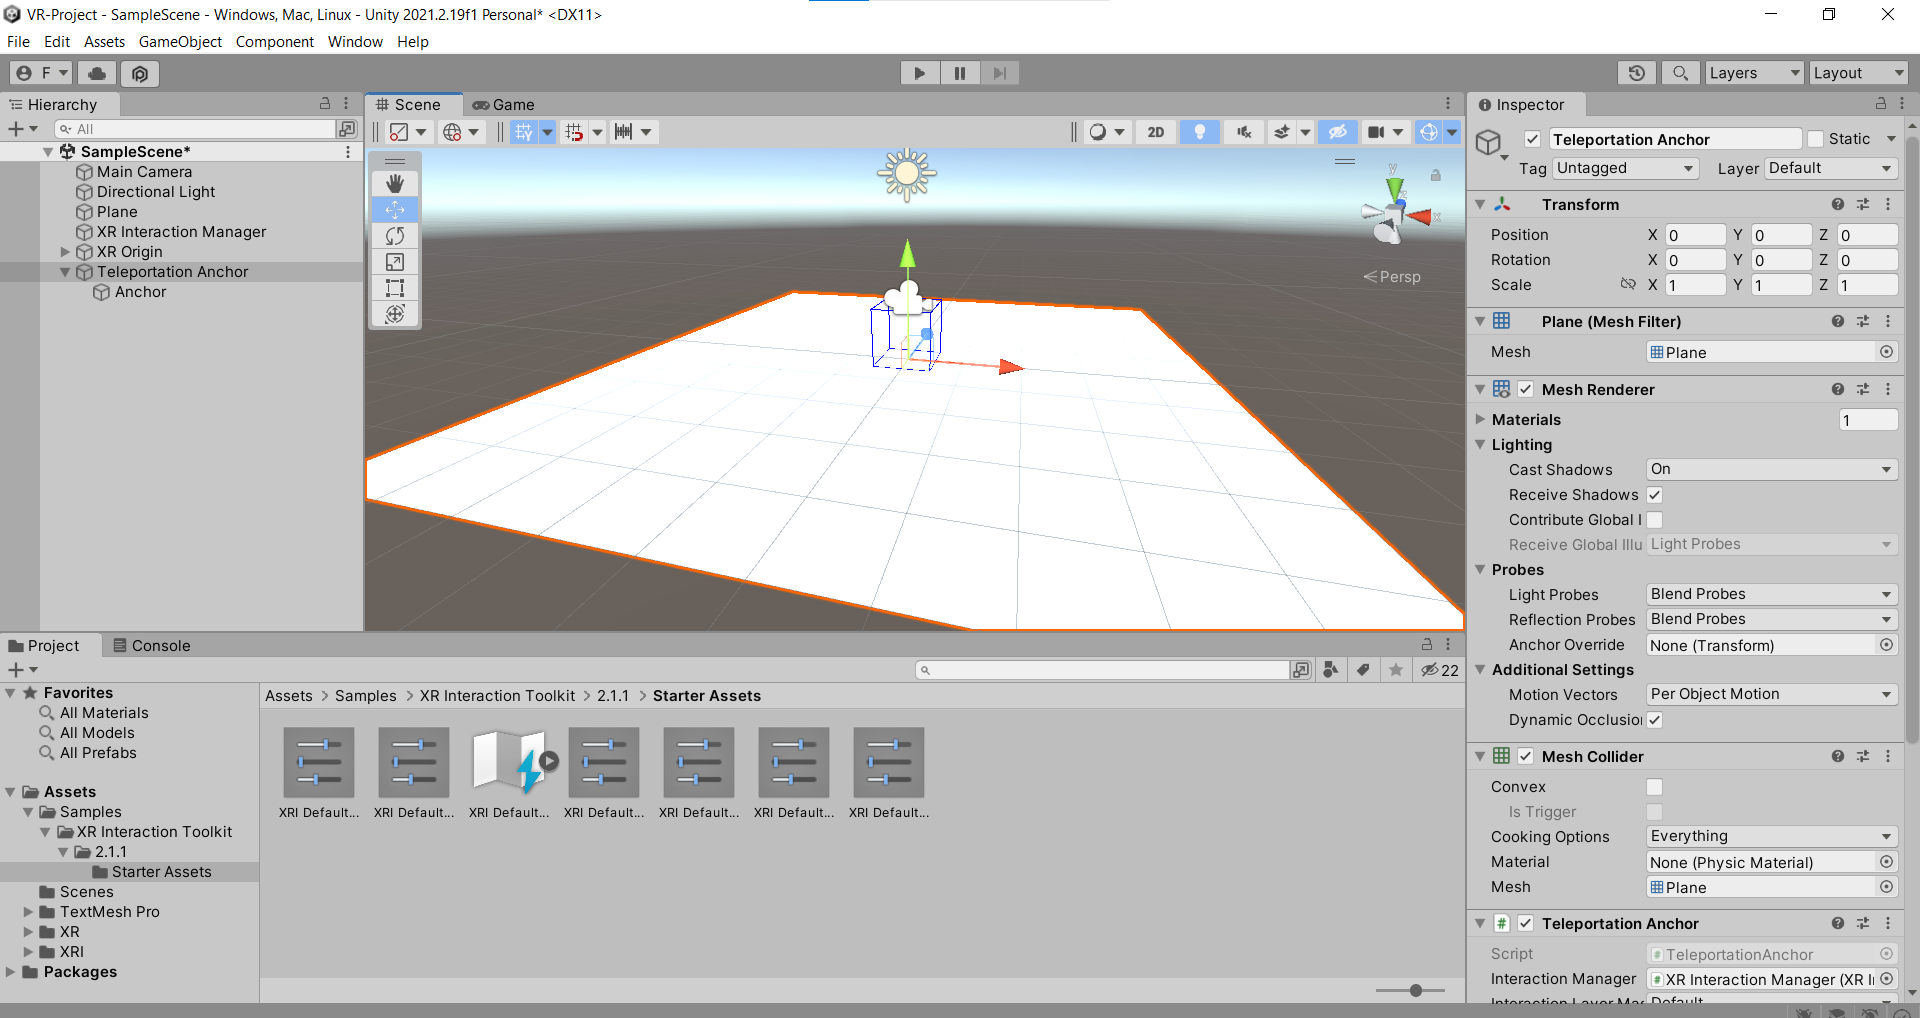 VR-Project - SampleScene - Windows, Mac, Linux - Unity 2021.2.19f1 Personal* <DX11>
File Edit Assets GameObject Component Window Help
F Layers Layout
Hierarchy
All
SampleScene*
Main Camera
Directional Light
Plane
XR Interaction Manager
XR Origin
Teleportation Anchor
Anchor
Scene Game
2D
y
x
z
Persp
Inspector
Teleportation Anchor Static
Tag Untagged Layer Default
Transform
Position X 0 Y 0 Z 0
Rotation X 0 Y 0 Z 0
Scale X 1 Y 1 Z 1
Plane (Mesh Filter)
Mesh Plane
Mesh Renderer
Materials 1
Lighting
Cast Shadows On
Receive Shadows
Contribute Global I
Receive Global Illu Light Probes
Probes
Light Probes Blend Probes
Reflection Probes Blend Probes
Anchor Override None (Transform)
Additional Settings
Motion Vectors Per Object Motion
Dynamic Occlusio
Mesh Collider
Convex
Is Trigger
Cooking Options Everything
Material None (Physic Material)
Mesh Plane
# Teleportation Anchor
Script # TeleportationAnchor
Interaction Manager # XR Interaction Manager (XR I
Interaction Layer Mas Default
Project Console
22
Favorites
All Materials
All Models
All Prefabs
Assets
Samples
XR Interaction Toolkit
2.1.1
Starter Assets
Scenes
TextMesh Pro
XR
XRI
Packages
Assets > Samples > XR Interaction Toolkit > 2.1.1 > Starter Assets
XRI Default... XRI Default... XRI Default... XRI Default... XRI Default... XRI Default... XRI Default...